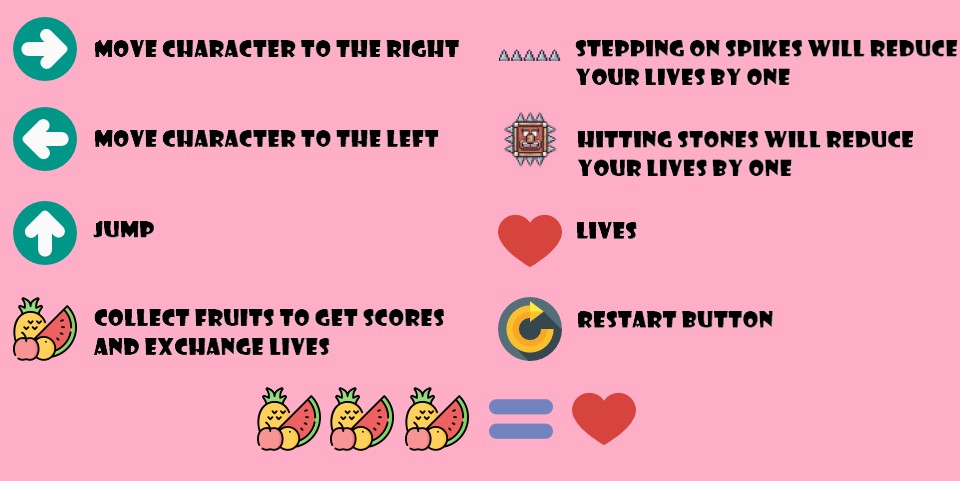 MOVE CHARACTER TO THE RIGHT
MOVE CHARACTER TO THE LEFT
JUMP
COLLECT FRUITS TO GET SCORES
AND EXCHANGE LIVES
STEPPING ON SPIKES WILL REDUCE
YOUR LIVES BY ONE
HITTING STONES WILL REDUCE
YOUR LIVES BY ONE
LIVES
RESTART BUTTON